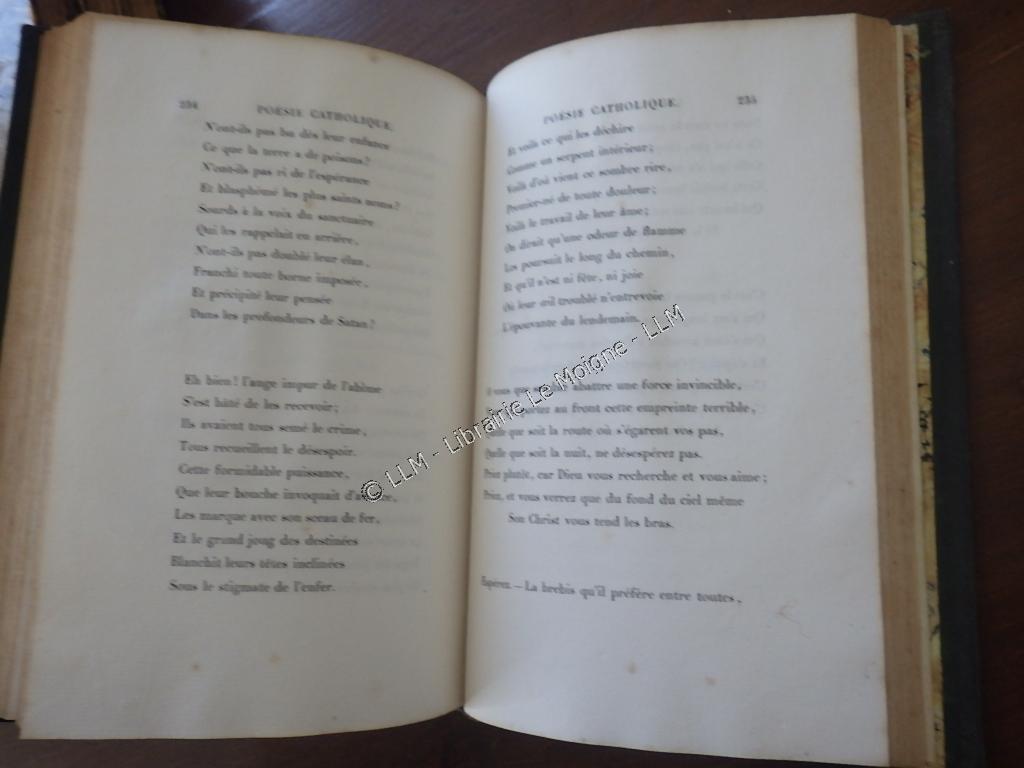 234
POÉSIE CATHOLIQUE.
N'ont-ils pas bu dès leur enfance
Ce que la terre a de poisons?
N'ont-ils pas ri de l'espérance
Et blasphémé les plus saints noms?
Sourds à la voix du sanctuaire
Qui les rappelait en arrière,
N'ont-ils pas doublé leur élan,
Franchi toute borne imposée,
Et précipité leur pensée
Dans les profondeurs de Satan?
Eh bien! l'ange impur de l'abîme
S'est hâté de les recevoir;
Ils avaient tous semé le crime,
Tous recueillent le désespoir.
Cette formidable puissance,
Que leur bouche invoquait
Les marque avec son sceau de fer,
Et le grand joug des destinées
Blanchit leurs têtes inclinées
Sous le stigmate de l'enfer.
POÉSIE CATHOLIQUE.
235
Et voilà ce qui les déchire
Comme un serpent intérieur;
Voilà d'où vient ce sombre rire,
Premier-né de toute douleur;
Voilà le travail de leur âme;
On dirait qu'une odeur de flamme
Les poursuit le long du chemin,
Et qu'il n'est ni fête, ni joie
Où leur œil troublé n'entrevoie
L'épouvante du lendemain.
O vous que une force invincible,
au front cette empreinte terrible,
Quelle que soit la route où s'égarent vos pas,
Quelle que soit la nuit, ne désespérez pas.
car Dieu vous recherche et vous aime;
et vous verrez que du fond du ciel même
Son Christ vous tend les bras.
Espérez.—La brebis qu'il préfère entre toutes,
© LLM - Librairie Le Moigne - LLM